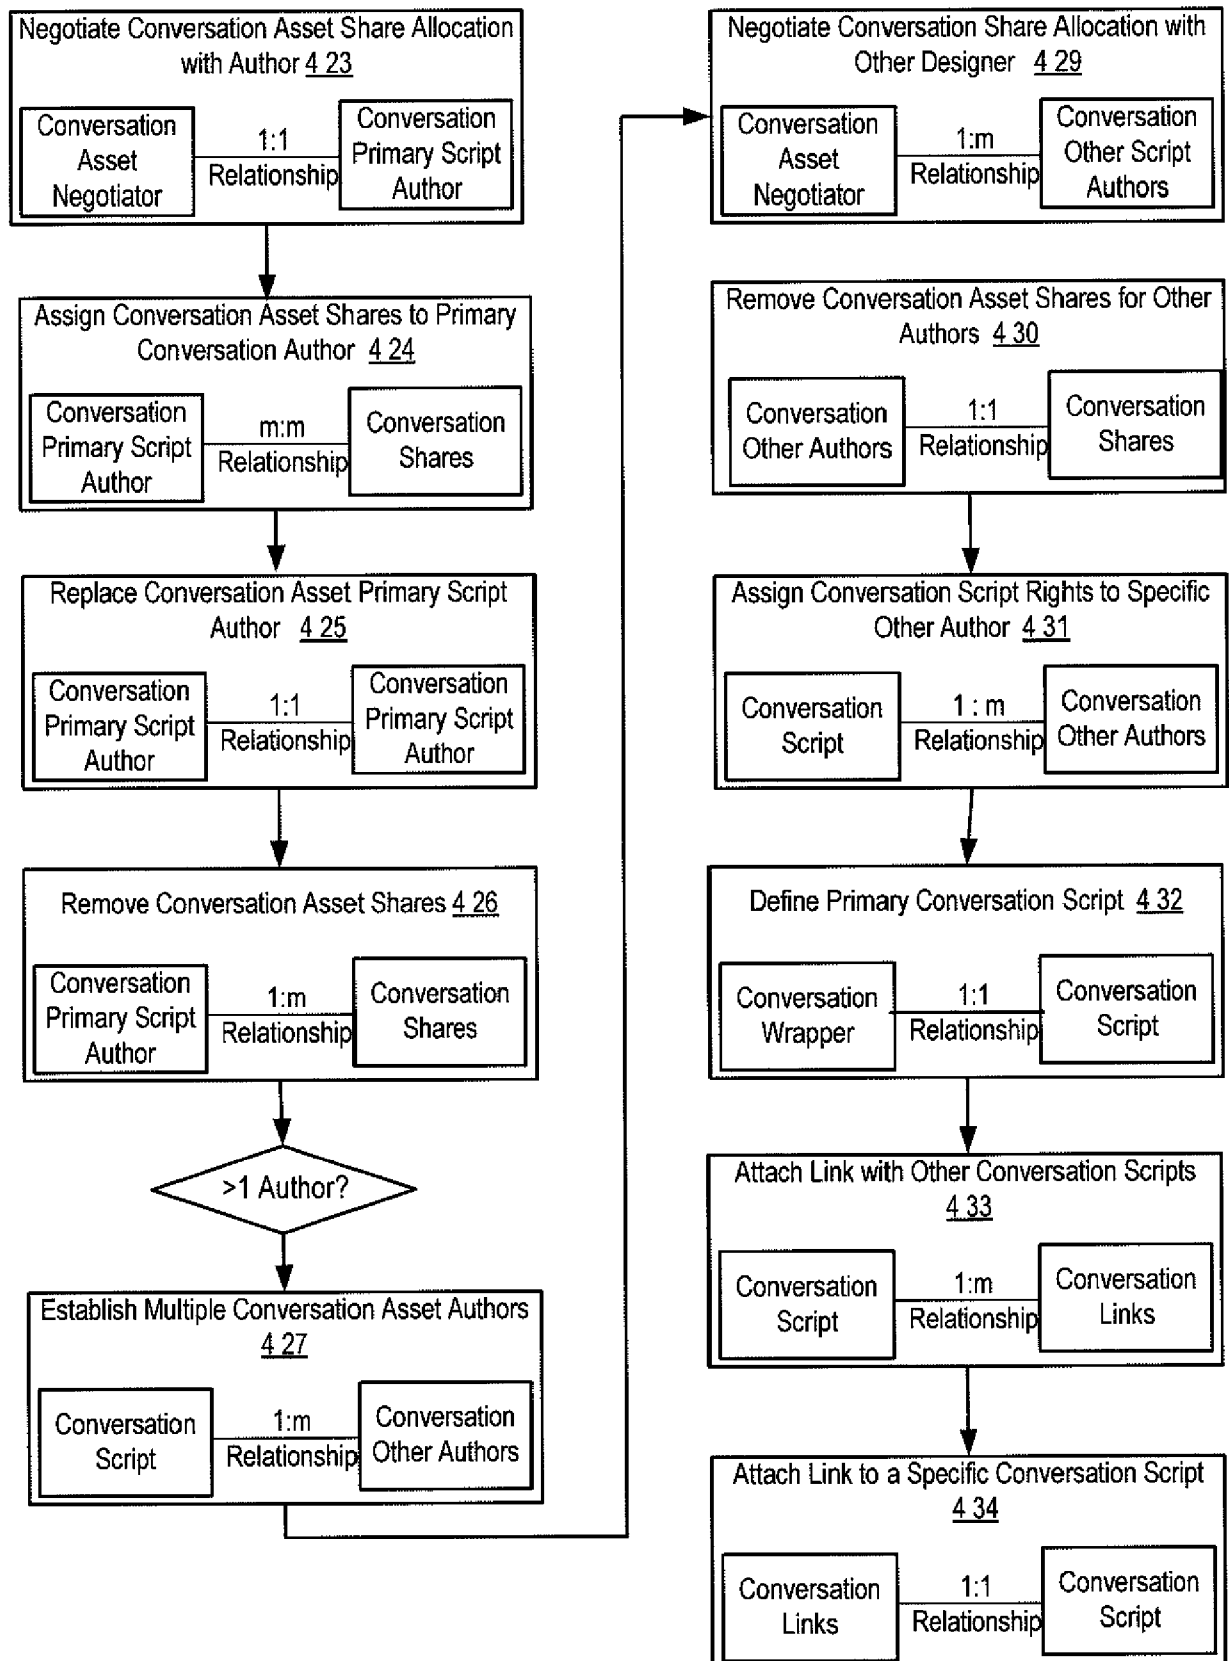 Negotiate Conversation Asset Share Allocation
with Author 4 23
Conversation
Asset
Negotiator
1:1
Relationship
Conversation
Primary Script
Author
Assign Conversation Asset Shares to Primary
Conversation Author 4 24
Conversation
Primary Script
Author
m:m
Relationship
Conversation
Shares
Replace Conversation Asset Primary Script
Author 4 25
Conversation
Primary Script
Author
1:1
Relationship
Conversation
Primary Script
Author
Remove Conversation Asset Shares 4 26
Conversation
Primary Script
Author
1:m
Relationship
Conversation
Shares
>1 Author?
Establish Multiple Conversation Asset Authors
4 27
Conversation
Script
1:m
Relationship
Conversation
Other Authors
Negotiate Conversation Share Allocation with
Other Designer 4 29
Conversation
Asset
Negotiator
1:m
Relationship
Conversation
Other Script
Authors
Remove Conversation Asset Shares for Other
Authors 4 30
Conversation
Other Authors
1:1
Relationship
Conversation
Shares
Assign Conversation Script Rights to Specific
Other Author 4 31
Conversation
Script
1 : m
Relationship
Conversation
Other Authors
Define Primary Conversation Script 4 32
Conversation
Wrapper
1:1
Relationship
Conversation
Script
Attach Link with Other Conversation Scripts
4 33
Conversation
Script
1:m
Relationship
Conversation
Links
Attach Link to a Specific Conversation Script
4 34
Conversation
Links
1:1
Relationship
Conversation
Script